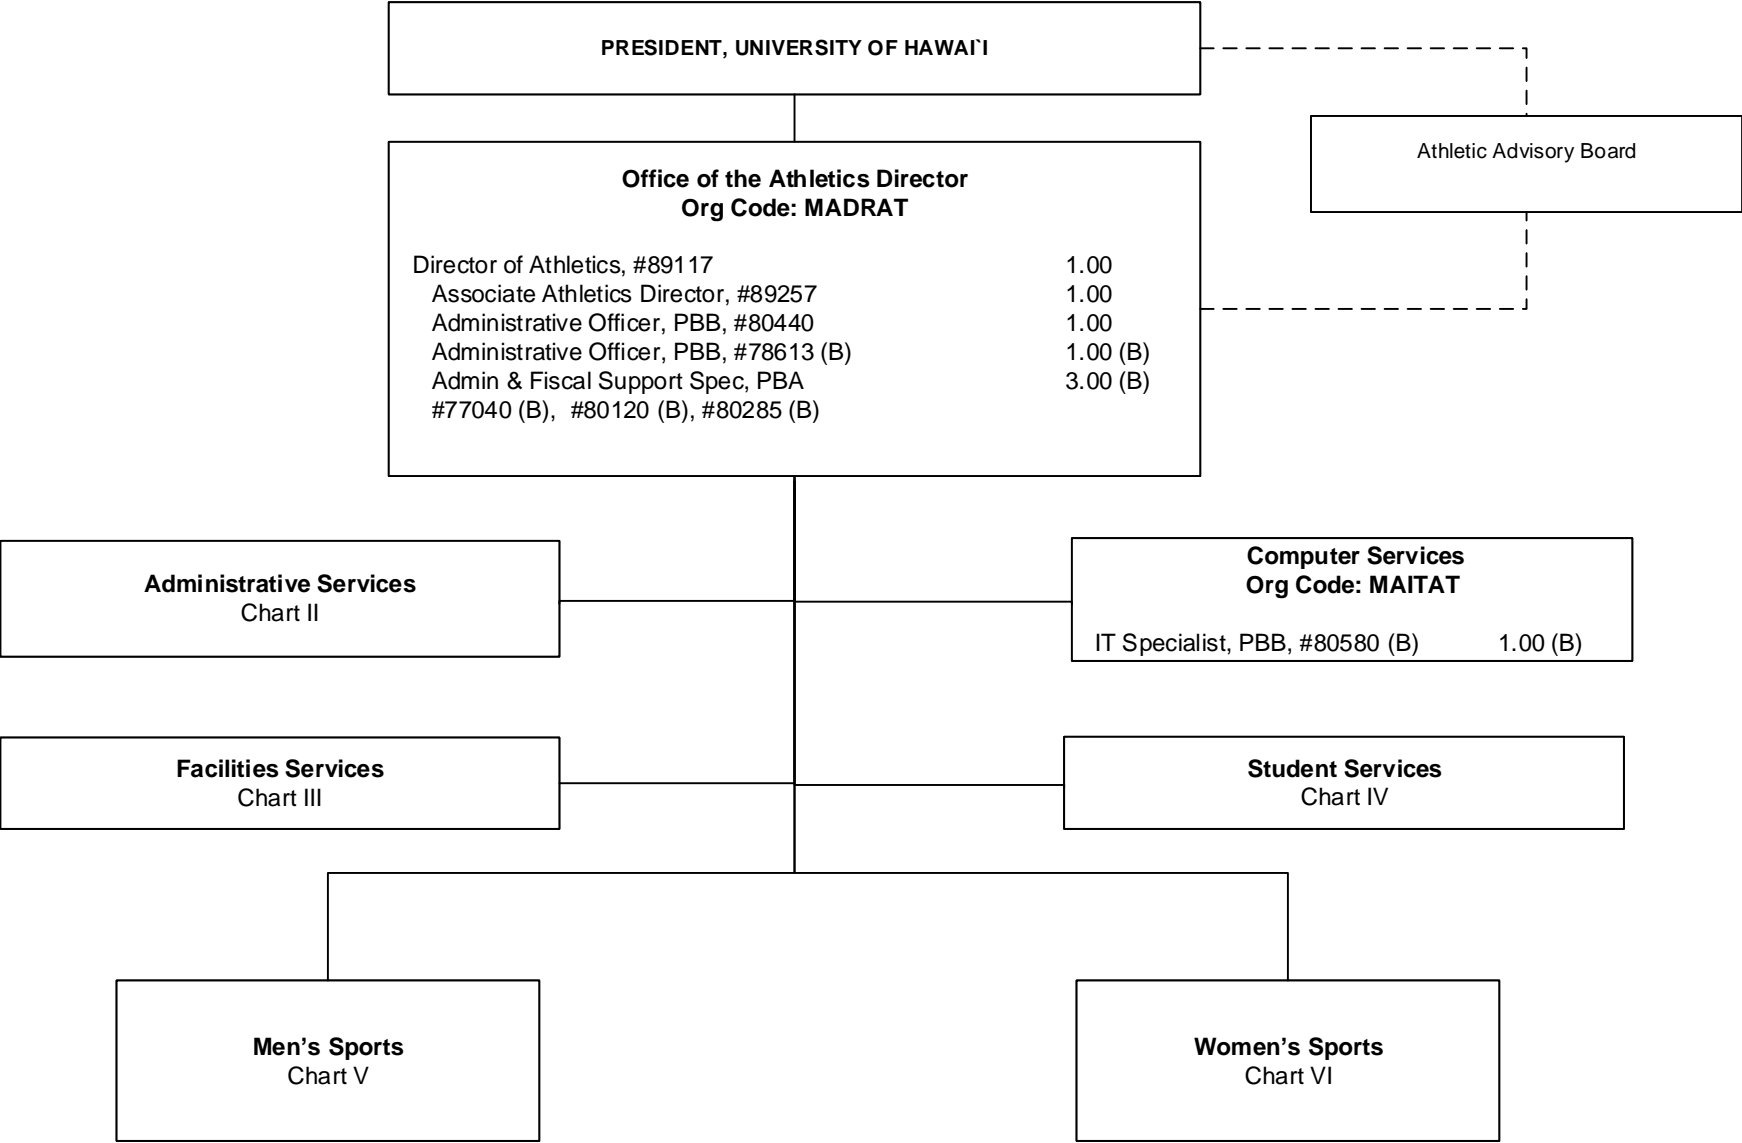 PRESIDENT, UNIVERSITY OF HAWAI`I
Athletic Advisory Board
Office of the Athletics Director
Org Code: MADRAT
Director of Athletics, #89117 1.00
Associate Athletics Director, #89257 1.00
Administrative Officer, PBB, #80440 1.00
Administrative Officer, PBB, #78613 (B) 1.00 (B)
Admin & Fiscal Support Spec, PBA 3.00 (B)
#77040 (B), #80120 (B), #80285 (B)
Administrative Services
Chart II
Computer Services
Org Code: MAITAT
IT Specialist, PBB, #80580 (B) 1.00 (B)
Facilities Services
Chart III
Student Services
Chart IV
Men’s Sports
Chart V
Women’s Sports
Chart VI